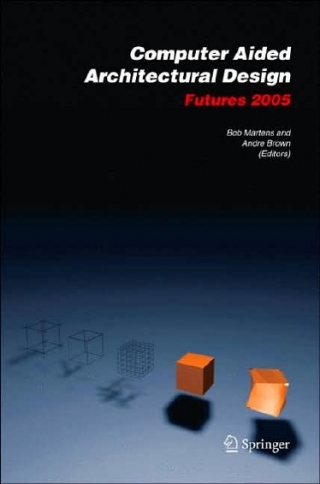 Computer Aided
Architectural Design
Futures 2005
Bob Martens and
Andre Brown
(Editors)
Springer